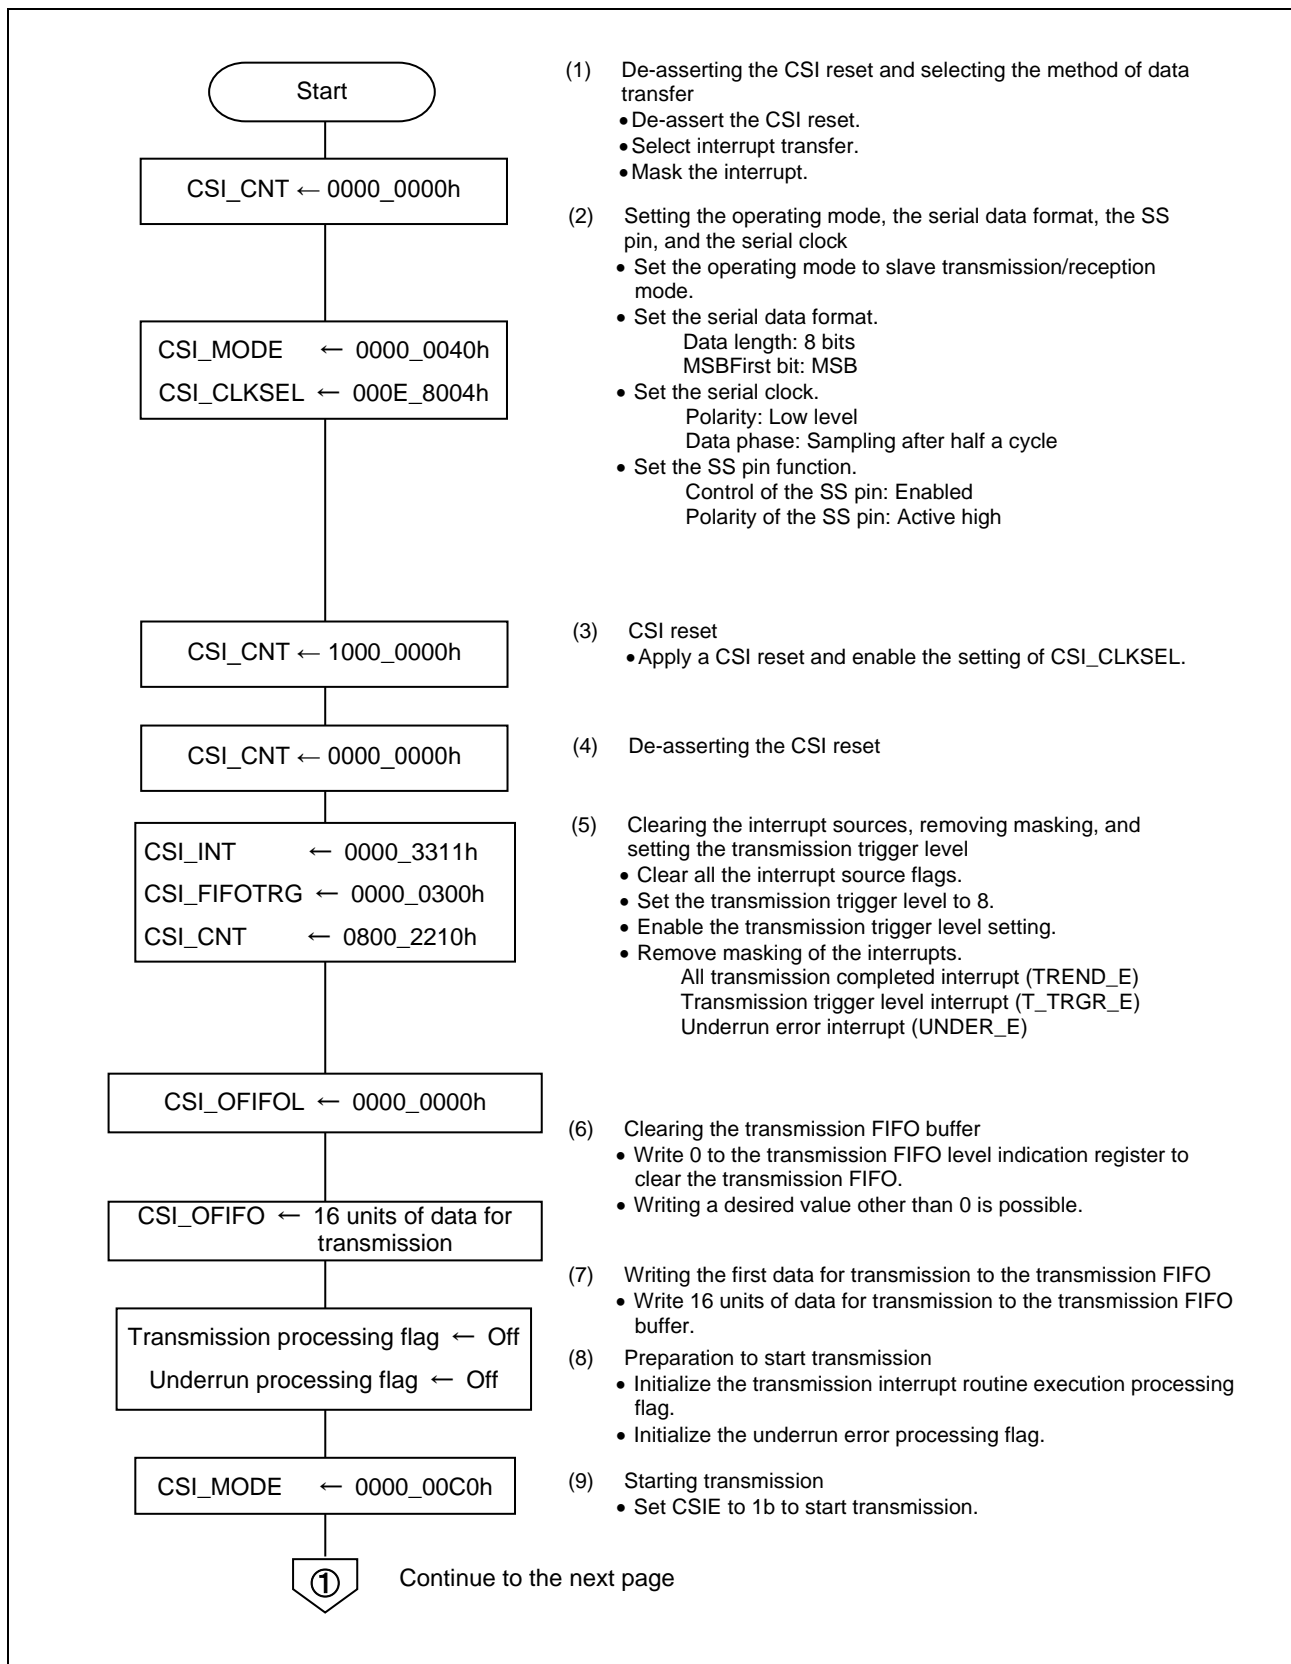 Start
CSI_CNT ← 0000_0000h
CSI_MODE ← 0000_0040h
CSI_CLKSEL ← 000E_8004h
CSI_CNT ← 1000_0000h
CSI_CNT ← 0000_0000h
CSI_INT ← 0000_3311h
CSI_FIFOTRG ← 0000_0300h
CSI_CNT ← 0800_2210h
CSI_OFIFOL ← 0000_0000h
CSI_OFIFO ← 16 units of data for
transmission
Transmission processing flag ← Off
Underrun processing flag ← Off
CSI_MODE ← 0000_00C0h
①
Continue to the next page
(1) De-asserting the CSI reset and selecting the method of data
transfer
• De-assert the CSI reset.
• Select interrupt transfer.
• Mask the interrupt.
(2) Setting the operating mode, the serial data format, the SS
pin, and the serial clock
• Set the operating mode to slave transmission/reception
mode.
• Set the serial data format.
Data length: 8 bits
MSBFirst bit: MSB
• Set the serial clock.
Polarity: Low level
Data phase: Sampling after half a cycle
• Set the SS pin function.
Control of the SS pin: Enabled
Polarity of the SS pin: Active high
(3) CSI reset
• Apply a CSI reset and enable the setting of CSI_CLKSEL.
(4) De-asserting the CSI reset
(5) Clearing the interrupt sources, removing masking, and
setting the transmission trigger level
• Clear all the interrupt source flags.
• Set the transmission trigger level to 8.
• Enable the transmission trigger level setting.
• Remove masking of the interrupts.
All transmission completed interrupt (TREND_E)
Transmission trigger level interrupt (T_TRGR_E)
Underrun error interrupt (UNDER_E)
(6) Clearing the transmission FIFO buffer
• Write 0 to the transmission FIFO level indication register to
clear the transmission FIFO.
• Writing a desired value other than 0 is possible.
(7) Writing the first data for transmission to the transmission FIFO
• Write 16 units of data for transmission to the transmission FIFO
buffer.
(8) Preparation to start transmission
• Initialize the transmission interrupt routine execution processing
flag.
• Initialize the underrun error processing flag.
(9) Starting transmission
• Set CSIE to 1b to start transmission.